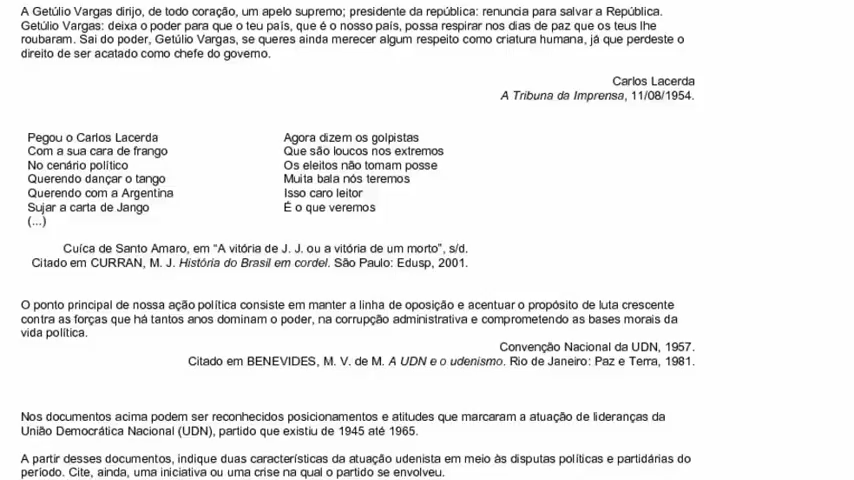 A Getúlio Vargas dirijo, de todo coração, um apelo supremo; presidente da república: renuncia para salvar a República.
Getúlio Vargas: deixa o poder para que o teu país, que é o nosso país, possa respirar nos dias de paz que os teus lhe
roubaram. Sai do poder, Getúlio Vargas, se queres ainda merecer algum respeito como criatura humana, já que perdeste o
direito de ser acatado como chefe do governo.
Carlos Lacerda
A Tribuna da Imprensa, 11/08/1954.
Pegou o Carlos Lacerda
Com a sua cara de frango
No cenário político
Querendo dançar o tango
Querendo com a Argentina
Sujar a carta de Jango
(...)
Agora dizem os golpistas
Que são loucos nos extremos
Os eleitos não tomam posse
Muita bala nós teremos
Isso caro leitor
É o que veremos
Cuíca de Santo Amaro, em “A vitória de J. J. ou a vitória de um morto”, s/d.
Citado em CURRAN, M. J. História do Brasil em cordel. São Paulo: Edusp, 2001.
O ponto principal de nossa ação política consiste em manter a linha de oposição e acentuar o propósito de luta crescente
contra as forças que há tantos anos dominam o poder, na corrupção administrativa e comprometendo as bases morais da
vida política.
Convenção Nacional da UDN, 1957.
Citado em BENEVIDES, M. V. de M. A UDN e o udenismo. Rio de Janeiro: Paz e Terra, 1981.
Nos documentos acima podem ser reconhecidos posicionamentos e atitudes que marcaram a atuação de lideranças da
União Democrática Nacional (UDN), partido que existiu de 1945 até 1965.
A partir desses documentos, indique duas características da atuação udenista em meio às disputas políticas e partidárias do
período. Cite, ainda, uma iniciativa ou uma crise na qual o partido se envolveu.